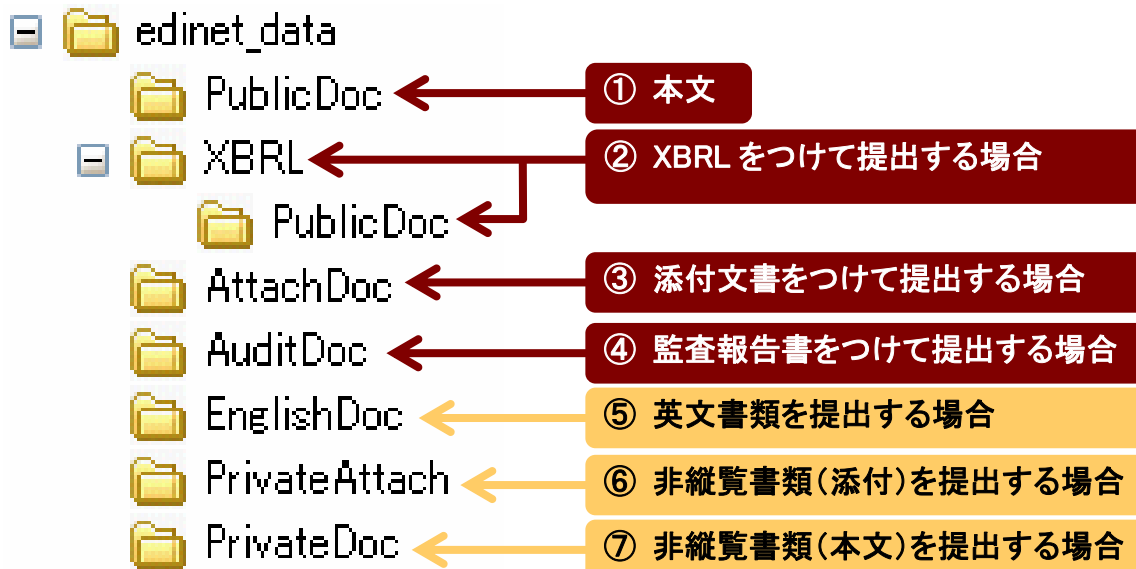 edinet_data
PublicDoc ① 本文
XBRL ② XBRLをつけて提出する場合
PublicDoc
AttachDoc ③ 添付文書をつけて提出する場合
AuditDoc ④ 監査報告書をつけて提出する場合
EnglishDoc ⑤ 英文書類を提出する場合
PrivateAttach ⑥ 非縦覧書類（添付）を提出する場合
PrivateDoc ⑦ 非縦覧書類（本文）を提出する場合